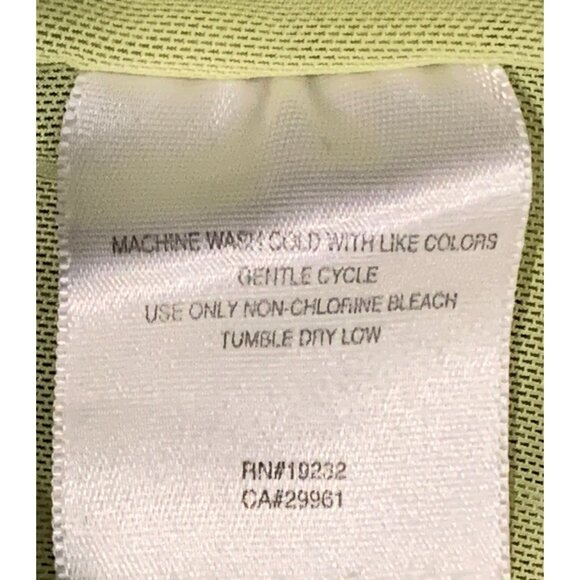 MACHINE WASH COLD WITH LIKE COLORS
GENTLE CYCLE
USE ONLY NON-CHLORINE BLEACH
TUMBLE DRY LOW
RN#19232
CA#29961